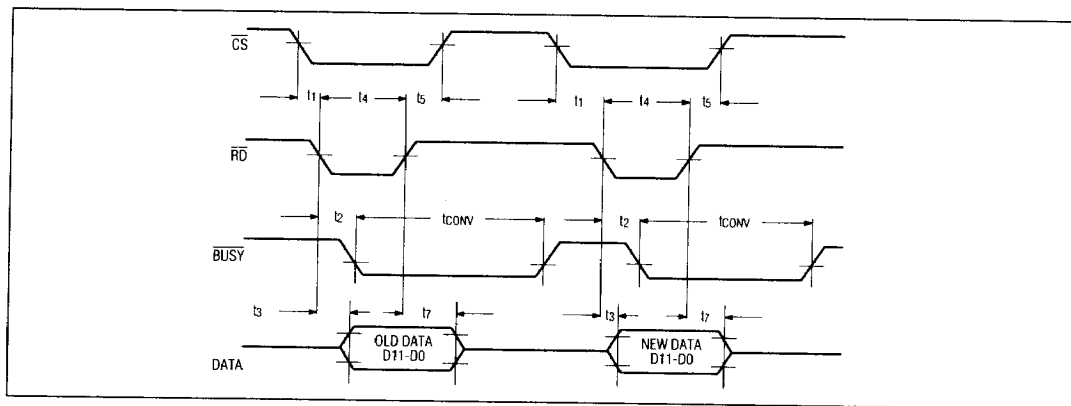 CS
t1
t4
t5
t1
t4
t5
RD
t2
tCONV
t2
tCONV
BUSY
t3
t7
t3
t7
OLD DATA
D11-D0
NEW DATA
D11-D0
DATA